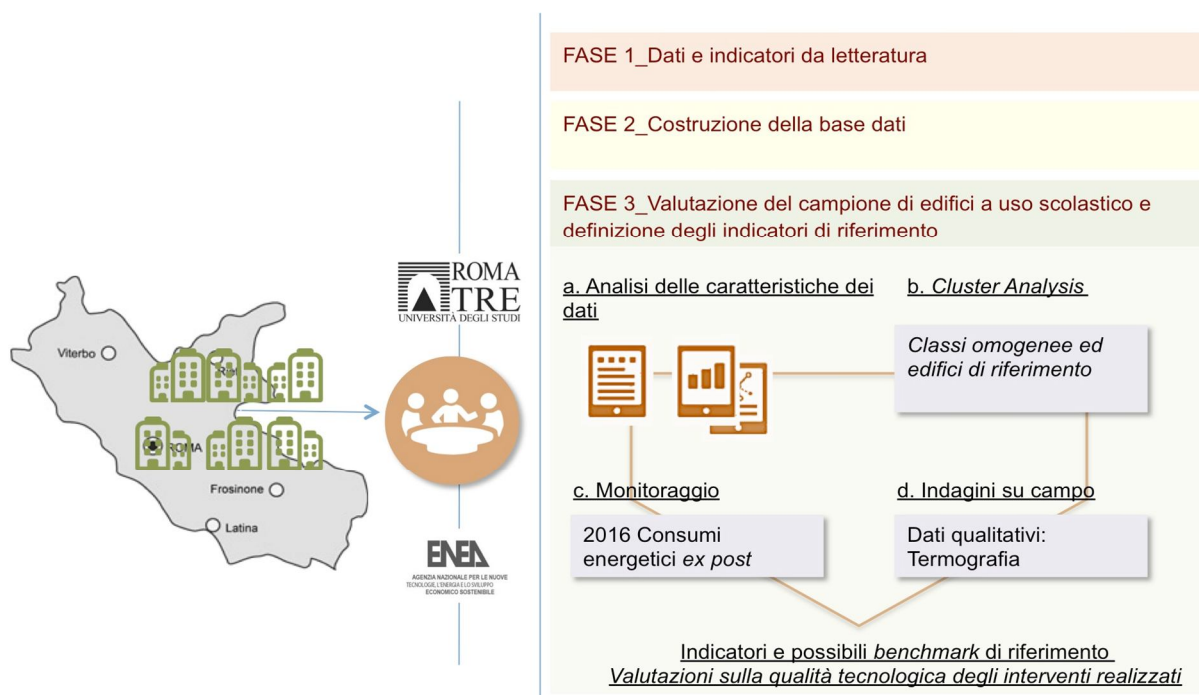 FASE 1_Dati e indicatori da letteratura
FASE 2_Costruzione della base dati
FASE 3_Valutazione del campione di edifici a uso scolastico e
definizione degli indicatori di riferimento
ROMA
TRE
UNIVERSITÀ DEGLI STUDI
Viterbo
Rieti
ROMA
Frosinone
Latina
ENEA
AGENZIA NAZIONALE PER LE NUOVE
TECNOLOGIE, L'ENERGIA E LO SVILUPPO
ECONOMICO SOSTENIBILE
a. Analisi delle caratteristiche dei
dati
b. Cluster Analysis
Classi omogenee ed
edifici di riferimento
c. Monitoraggio
2016 Consumi
energetici ex post
d. Indagini su campo
Dati qualitativi:
Termografia
Indicatori e possibili benchmark di riferimento
Valutazioni sulla qualità tecnologica degli interventi realizzati